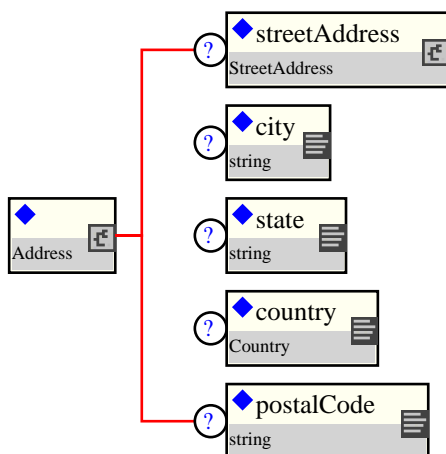 ?
streetAddress
StreetAddress
?
city
string
Address
?
state
string
?
country
Country
?
postalCode
string